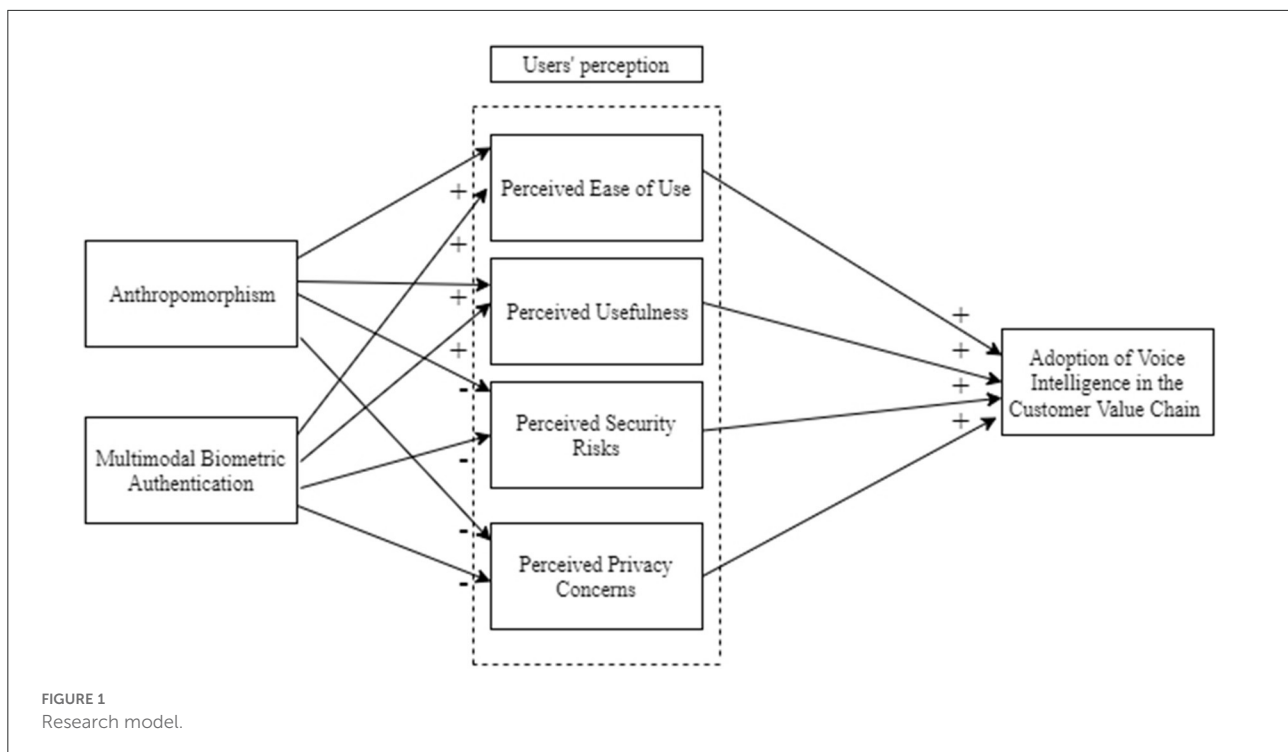 Users' perception
Perceived Ease of Use
+
+
Anthropomorphism
+
Perceived Usefulness
+
+
+
Adoption of Voice
Intelligence in the
Customer Value Chain
+
+
-
Perceived Security
Risks
Multimodal Biometric
Authentication
-
-
Perceived Privacy
Concerns
-
FIGURE 1
Research model.